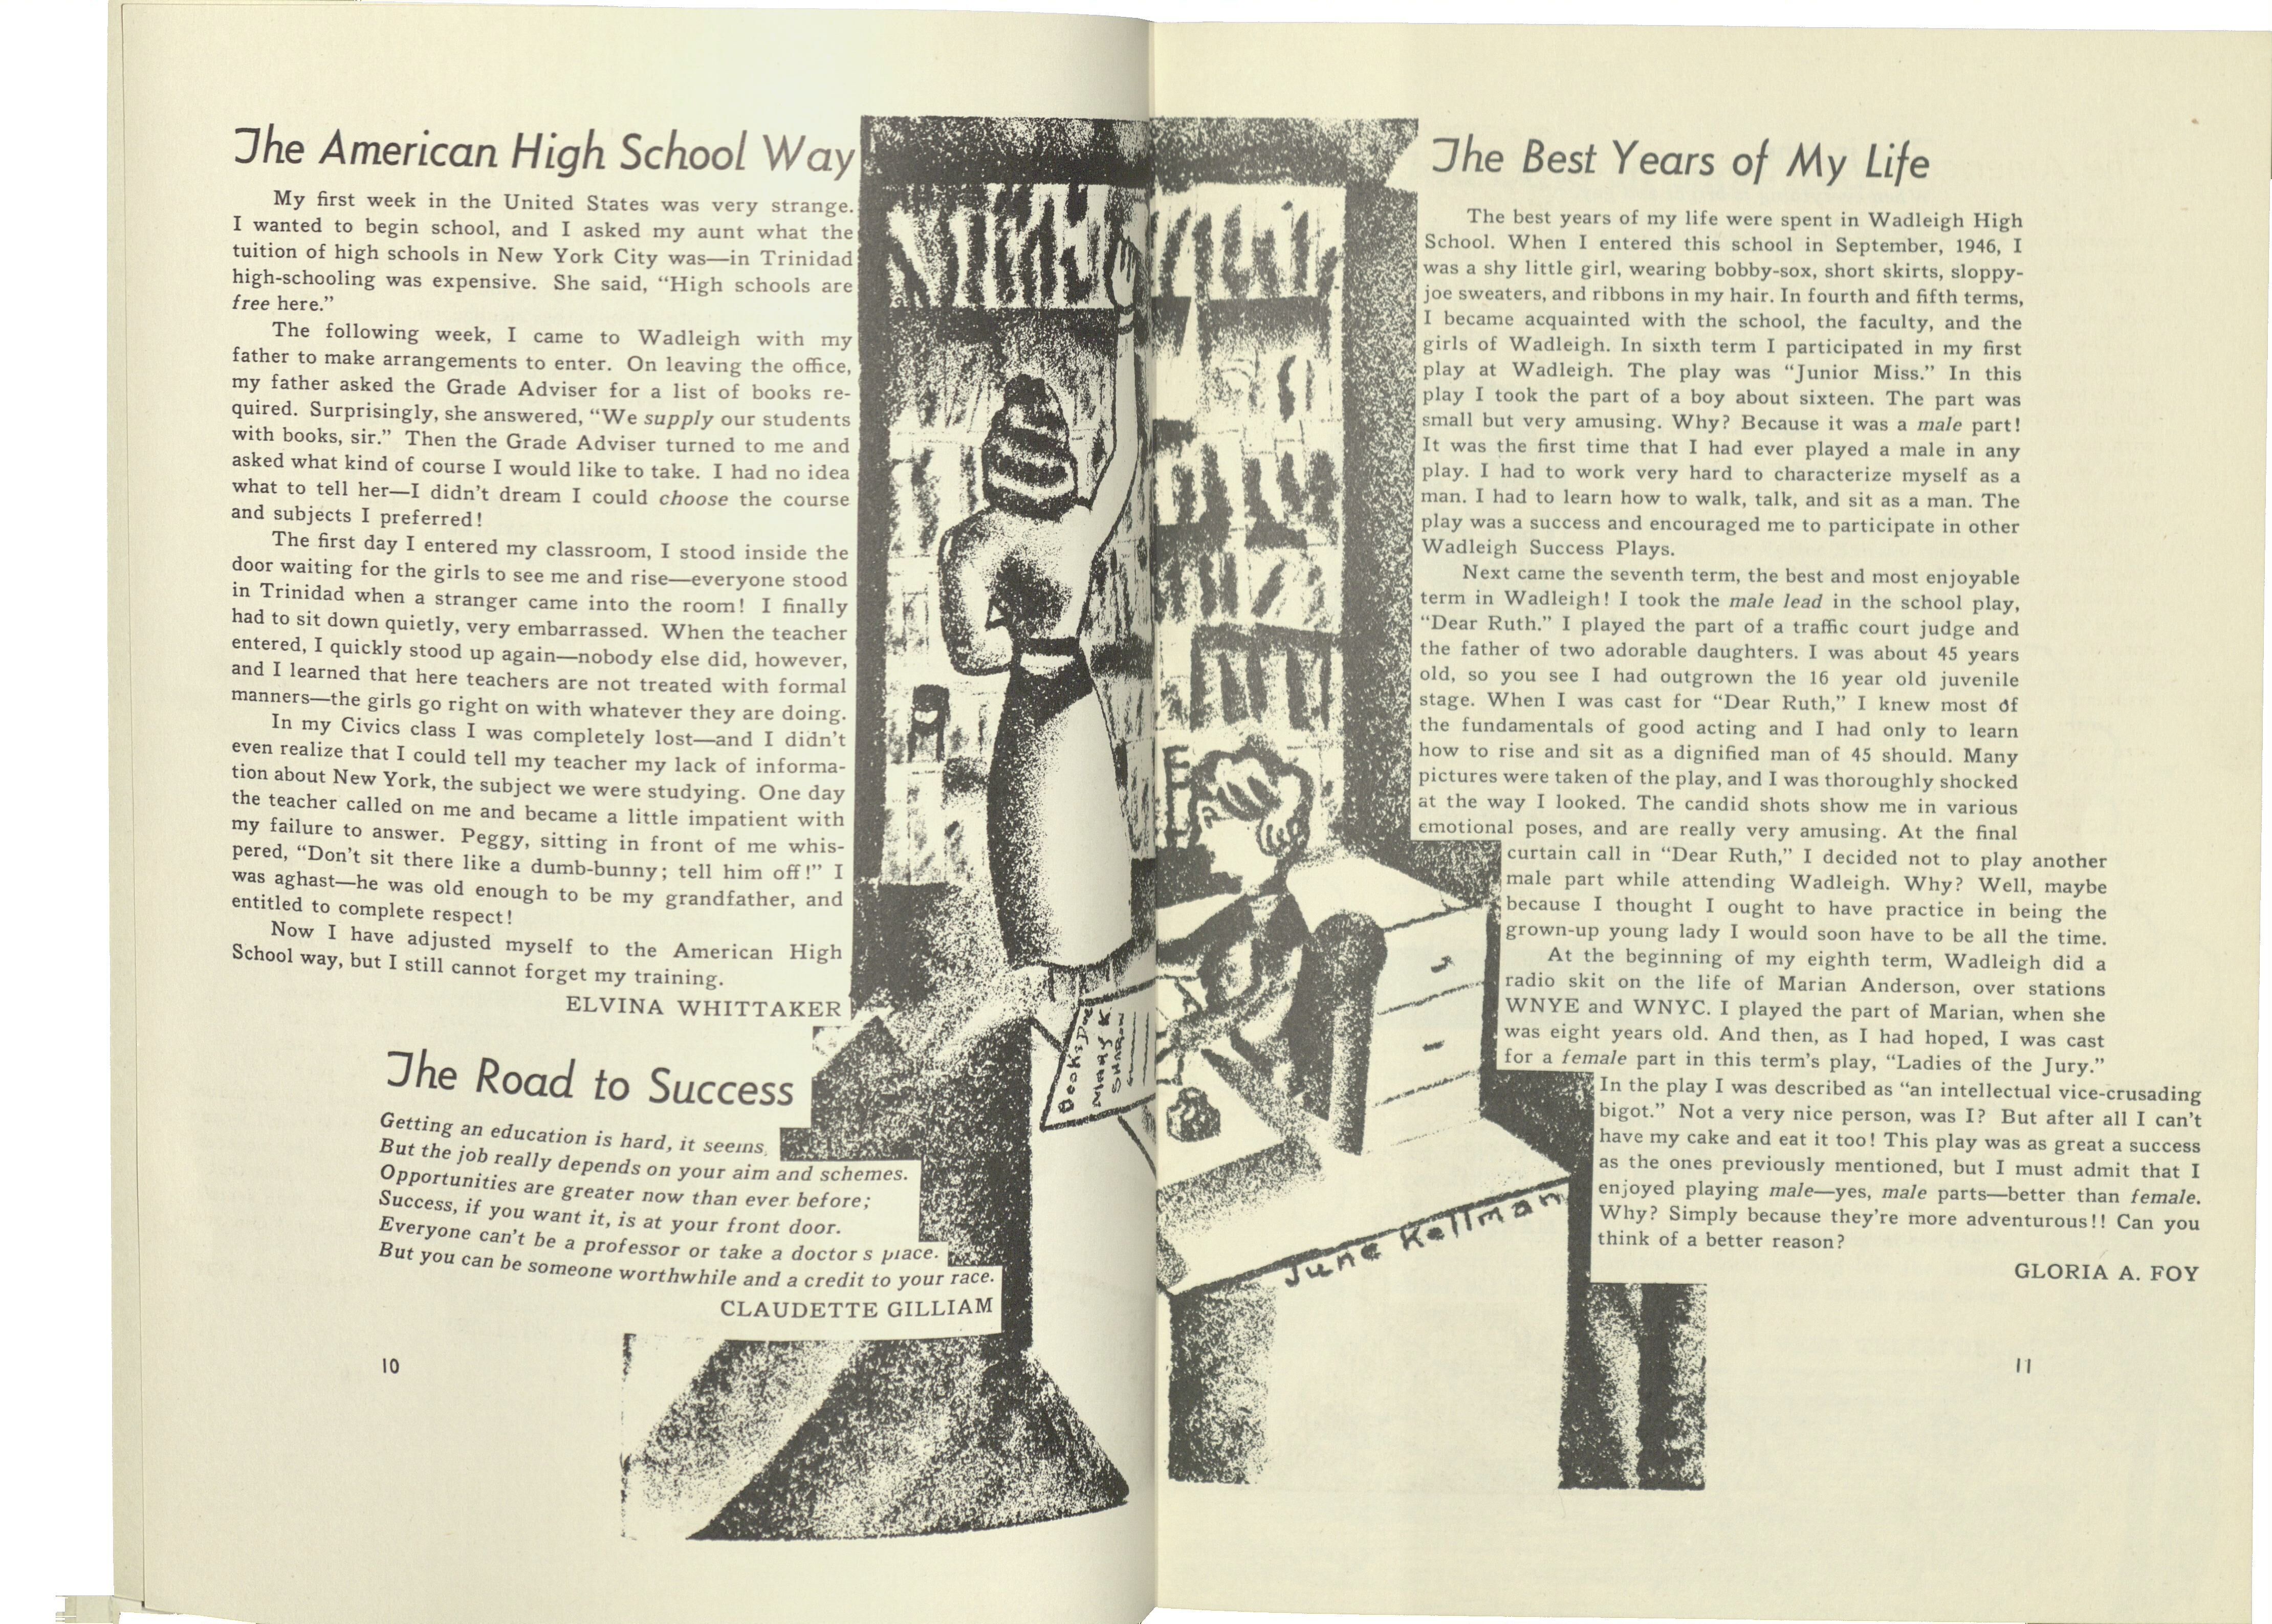 The American High School Way
My first week in the United States was very strange.
I wanted to begin school, and I asked my aunt what the
tuition of high schools in New York City was—in Trinidad
high-schooling was expensive. She said, “High schools are
free here.”
The following week, I came to Wadleigh with my
father to make arrangements to enter. On leaving the office,
my father asked the Grade Adviser for a list of books re-
quired. Surprisingly, she answered, “We supply our students
with books, sir.” Then the Grade Adviser turned to me and
asked what kind of course I would like to take. I had no idea
what to tell her—I didn’t dream I could choose the course
and subjects I preferred!
The first day I entered my classroom, I stood inside the
door waiting for the girls to see me and rise—everyone stood
in Trinidad when a stranger came into the room! I finally
had to sit down quietly, very embarrassed. When the teacher
entered, I quickly stood up again—nobody else did, however,
and I learned that here teachers are not treated with formal
manners—the girls go right on with whatever they are doing.
In my Civics class I was completely lost—and I didn’t
even realize that I could tell my teacher my lack of informa-
tion about New York, the subject we were studying. One day
the teacher called on me and became a little impatient with
my failure to answer. Peggy, sitting in front of me whis-
pered, “Don’t sit there like a dumb-bunny; tell him off!” I
was aghast—he was old enough to be my grandfather, and
entitled to complete respect!
Now I have adjusted myself to the American High
School way, but I still cannot forget my training.
ELVINA WHITTAKER
The Road to Success
Getting an education is hard, it seems,
But the job really depends on your aim and schemes.
Opportunities are greater now than ever before;
Success, if you want it, is at your front door.
Everyone can’t be a professor or take a doctor s place.
But you can be someone worthwhile and a credit to your race.
CLAUDETTE GILLIAM
10
Mary K.
Sharon
June Kellman
The Best Years of My Life
The best years of my life were spent in Wadleigh High
School. When I entered this school in September, 1946, I
was a shy little girl, wearing bobby-sox, short skirts, sloppy-
joe sweaters, and ribbons in my hair. In fourth and fifth terms,
I became acquainted with the school, the faculty, and the
girls of Wadleigh. In sixth term I participated in my first
play at Wadleigh. The play was “Junior Miss.” In this
play I took the part of a boy about sixteen. The part was
small but very amusing. Why? Because it was a male part!
It was the first time that I had ever played a male in any
play. I had to work very hard to characterize myself as a
man. I had to learn how to walk, talk, and sit as a man. The
play was a success and encouraged me to participate in other
Wadleigh Success Plays.
Next came the seventh term, the best and most enjoyable
term in Wadleigh! I took the male lead in the school play,
“Dear Ruth.” I played the part of a traffic court judge and
the father of two adorable daughters. I was about 45 years
old, so you see I had outgrown the 16 year old juvenile
stage. When I was cast for “Dear Ruth,” I knew most of
the fundamentals of good acting and I had only to learn
how to rise and sit as a dignified man of 45 should. Many
pictures were taken of the play, and I was thoroughly shocked
at the way I looked. The candid shots show me in various
emotional poses, and are really very amusing. At the final
curtain call in “Dear Ruth,” I decided not to play another
male part while attending Wadleigh. Why? Well, maybe
because I thought I ought to have practice in being the
grown-up young lady I would soon have to be all the time.
At the beginning of my eighth term, Wadleigh did a
radio skit on the life of Marian Anderson, over stations
WNYE and WNYC. I played the part of Marian, when she
was eight years old. And then, as I had hoped, I was cast
for a female part in this term’s play, “Ladies of the Jury.”
In the play I was described as “an intellectual vice-crusading
bigot.” Not a very nice person, was I? But after all I can’t
have my cake and eat it too! This play was as great a success
as the ones previously mentioned, but I must admit that I
enjoyed playing male—yes, male parts—better than female.
Why? Simply because they’re more adventurous!! Can you
think of a better reason?
GLORIA A. FOY
11